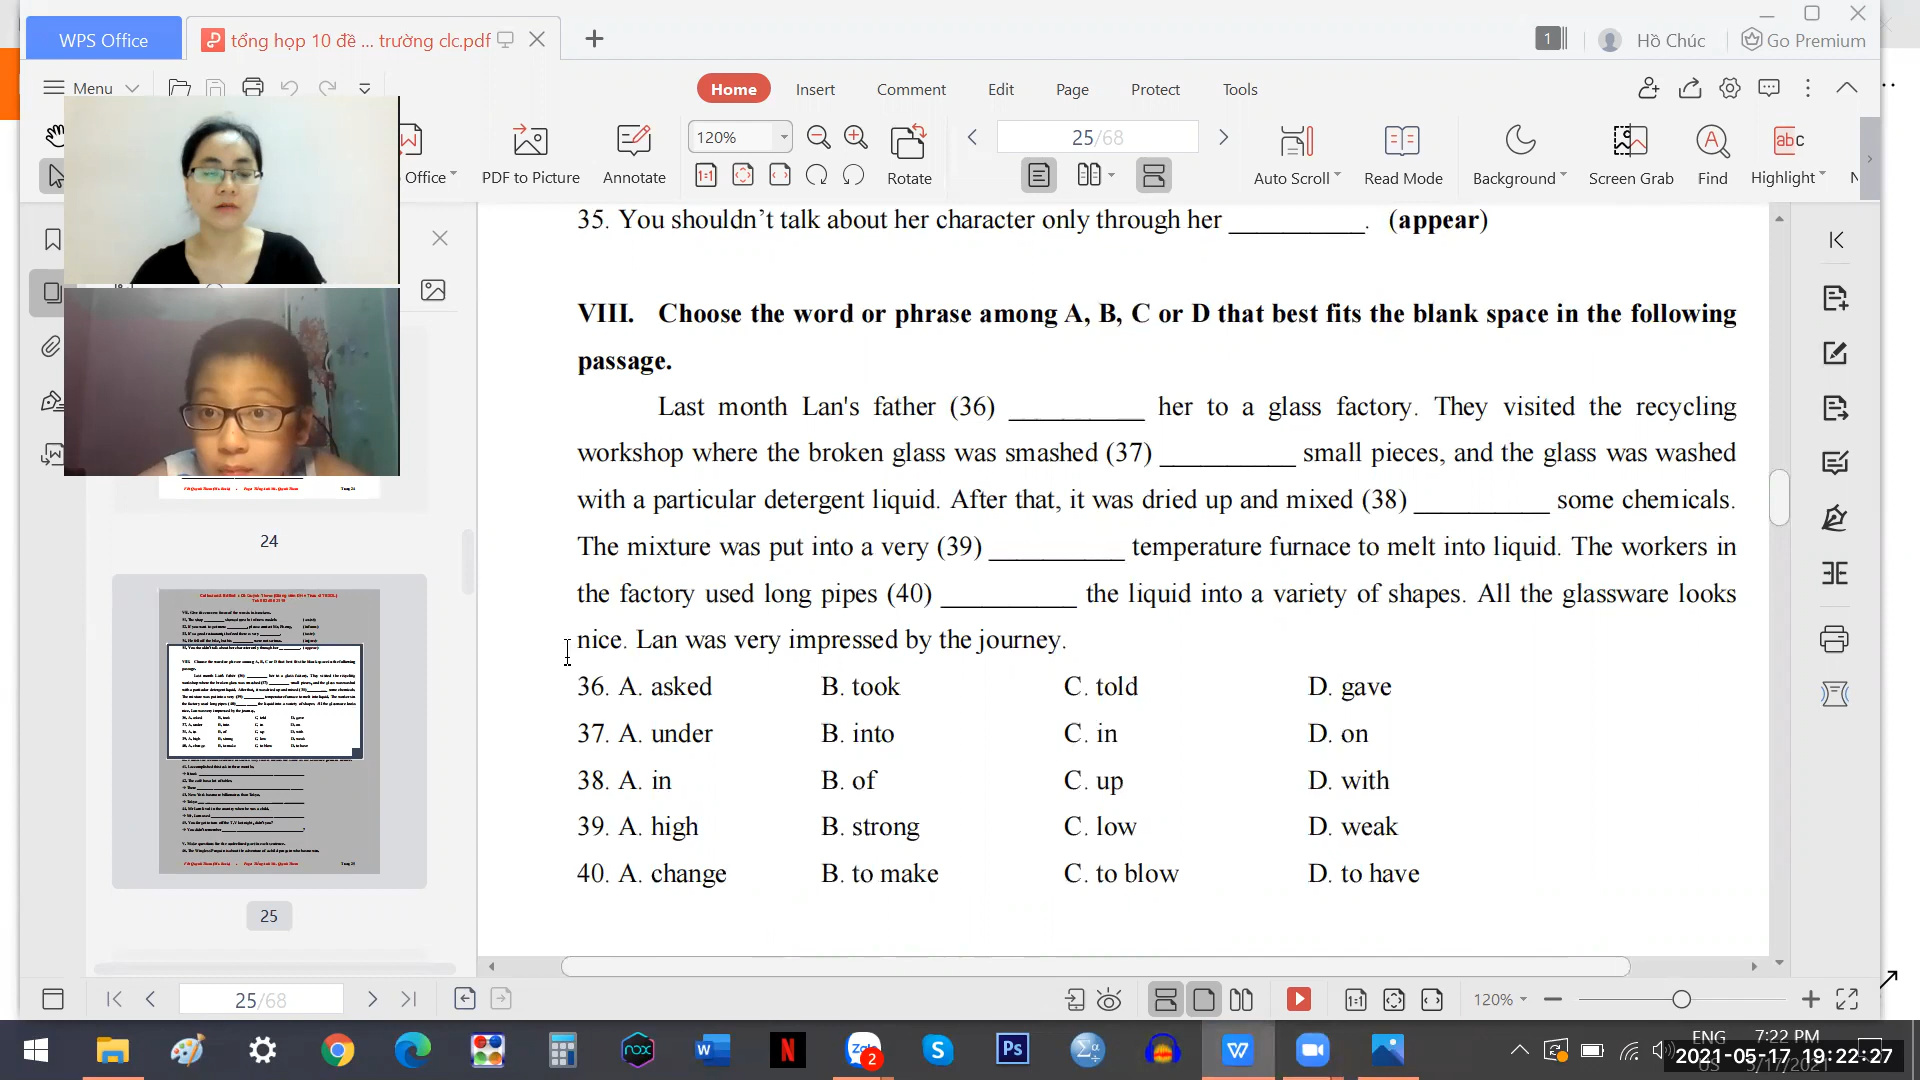 WPS Office
tổng họp 10 đề ... trường clc.pdf
1
Hồ Chúc
Go Premium
Menu
Home
Insert
Comment
Edit
Page
Protect
Tools
Office
PDF to Picture
Annotate
120%
Rotate
25/68
Auto Scroll
Read Mode
Background
Screen Grab
Find
Highlight
35. You shouldn't talk about her character only through her __________. (appear)
VIII. Choose the word or phrase among A, B, C or D that best fits the blank space in the following
passage.
Last month Lan's father (36) __________ her to a glass factory. They visited the recycling
workshop where the broken glass was smashed (37) __________ small pieces, and the glass was washed
with a particular detergent liquid. After that, it was dried up and mixed (38) __________ some chemicals.
The mixture was put into a very (39) __________ temperature furnace to melt into liquid. The workers in
the factory used long pipes (40) __________ the liquid into a variety of shapes. All the glassware looks
nice. Lan was very impressed by the journey.
36. A. asked B. took C. told D. gave
37. A. under B. into C. in D. on
38. A. in B. of C. up D. with
39. A. high B. strong C. low D. weak
40. A. change B. to make C. to blow D. to have
24
25
25/68
120%
ENG
7:22 PM
2021-05-17 19:22:27